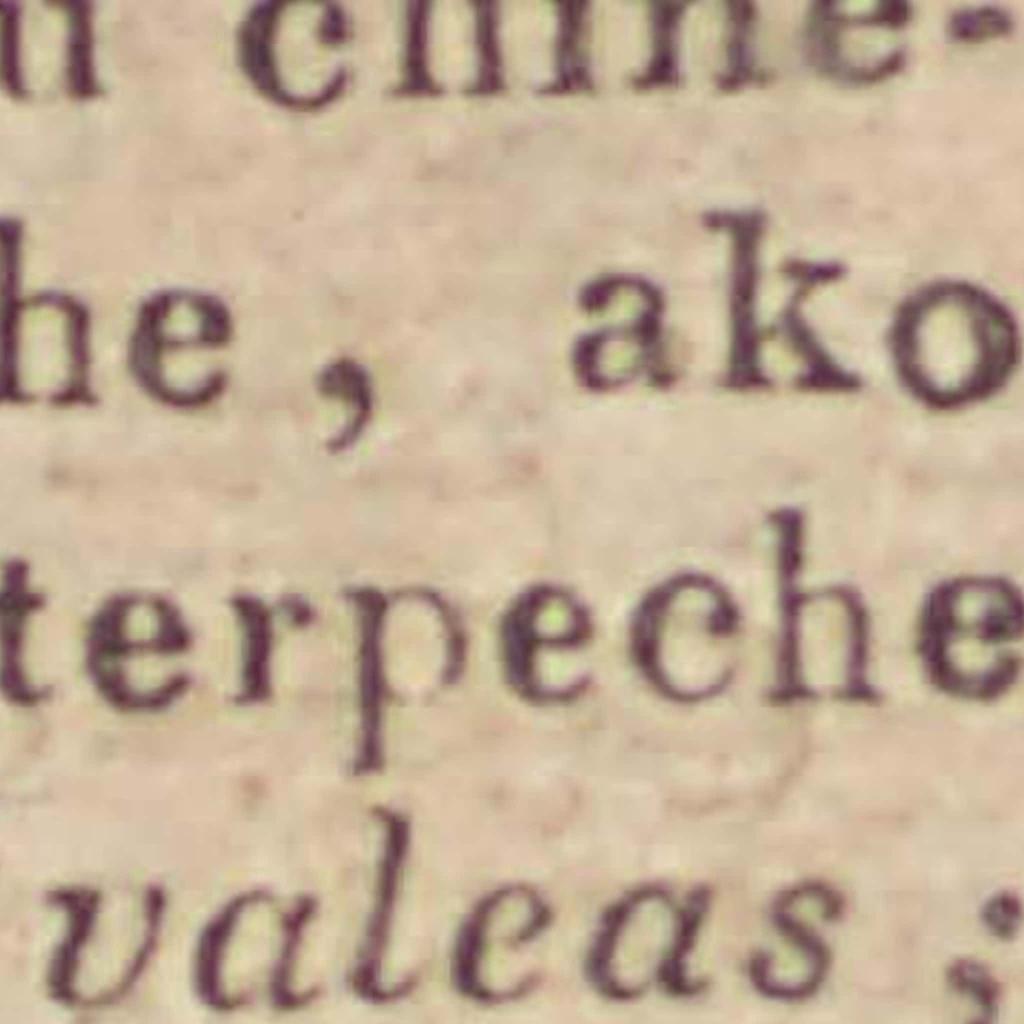 chine-
he, ako
terpeche
valeas;